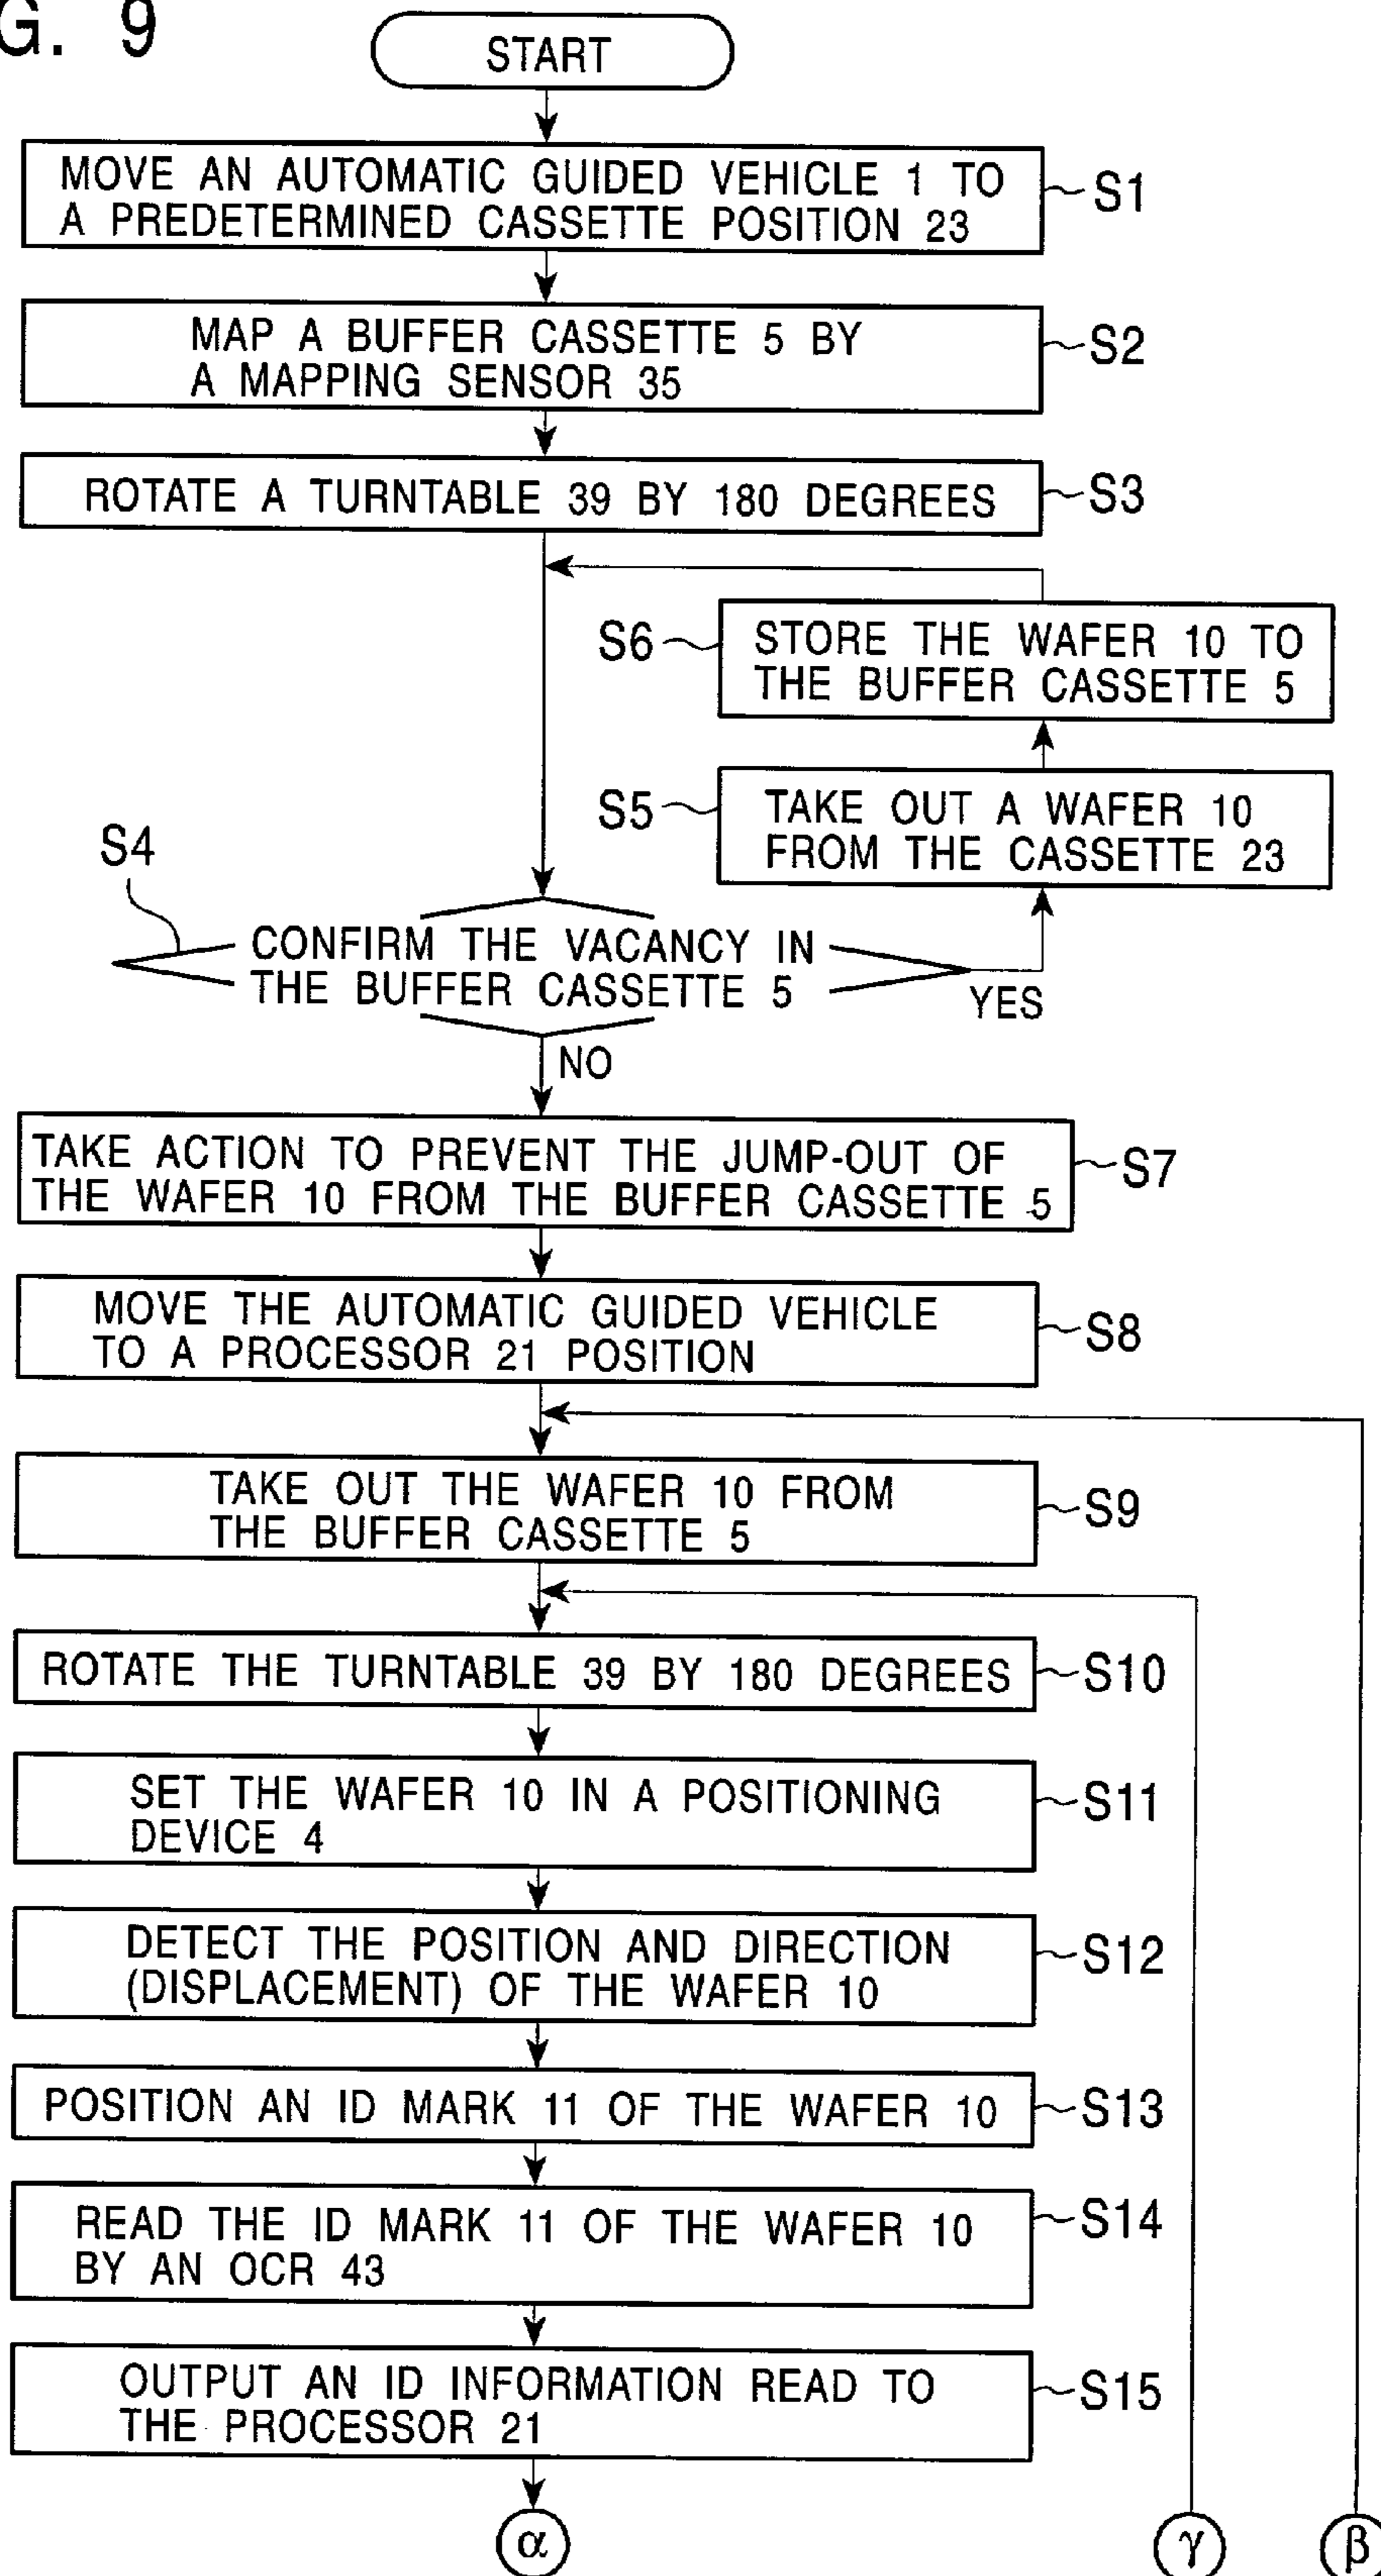 G. 9
START
MOVE AN AUTOMATIC GUIDED VEHICLE 1 TO
A PREDETERMINED CASSETTE POSITION 23
S1
MAP A BUFFER CASSETTE 5 BY
A MAPPING SENSOR 35
S2
ROTATE A TURNTABLE 39 BY 180 DEGREES
S3
S6
STORE THE WAFER 10 TO
THE BUFFER CASSETTE 5
S5
TAKE OUT A WAFER 10
FROM THE CASSETTE 23
S4
CONFIRM THE VACANCY IN
THE BUFFER CASSETTE 5
YES
NO
TAKE ACTION TO PREVENT THE JUMP-OUT OF
THE WAFER 10 FROM THE BUFFER CASSETTE 5
S7
MOVE THE AUTOMATIC GUIDED VEHICLE
TO A PROCESSOR 21 POSITION
S8
TAKE OUT THE WAFER 10 FROM
THE BUFFER CASSETTE 5
S9
ROTATE THE TURNTABLE 39 BY 180 DEGREES
S10
SET THE WAFER 10 IN A POSITIONING
DEVICE 4
S11
DETECT THE POSITION AND DIRECTION
(DISPLACEMENT) OF THE WAFER 10
S12
POSITION AN ID MARK 11 OF THE WAFER 10
S13
READ THE ID MARK 11 OF THE WAFER 10
BY AN OCR 43
S14
OUTPUT AN ID INFORMATION READ TO
THE PROCESSOR 21
S15
α
γ
β